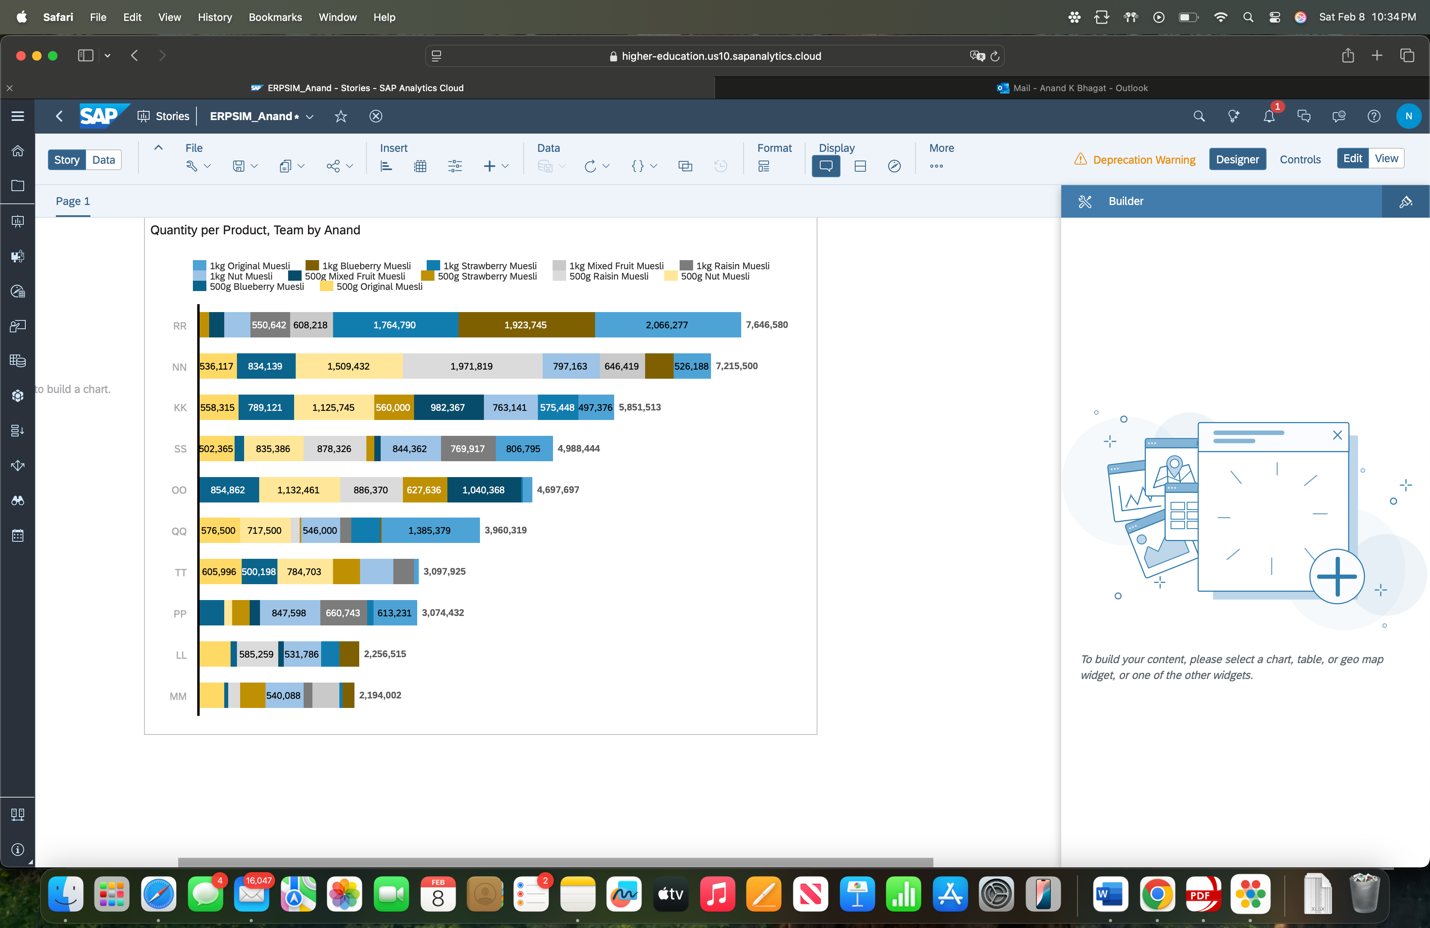 Safari File Edit View History Bookmarks Window Help Sat Feb 8 10:34 PM
higher-education.us10.sapanalytics.cloud
ERPSIM_Anand - Stories - SAP Analytics Cloud
Mail - Anand K Bhagat - Outlook
SAP Stories ERPSIM_Anand* 1 N
Story Data
File Insert Data Format Display More
Deprecation Warning Designer Controls Edit View
Page 1
Builder
Quantity per Product, Team by Anand
1kg Original Muesli 1kg Blueberry Muesli 1kg Strawberry Muesli 1kg Mixed Fruit Muesli 1kg Raisin Muesli
1kg Nut Muesli 500g Mixed Fruit Muesli 500g Strawberry Muesli 500g Raisin Muesli 500g Nut Muesli
500g Blueberry Muesli 500g Original Muesli
RR 550,642 608,218 1,764,790 1,923,745 2,066,277 7,646,580
NN 536,117 834,139 1,509,432 1,971,819 797,163 646,419 526,188 7,215,500
to build a chart.
KK 558,315 789,121 1,125,745 560,000 982,367 763,141 575,448 497,376 5,851,513
SS 502,365 835,386 878,326 844,362 769,917 806,795 4,988,444
OO 854,862 1,132,461 886,370 627,636 1,040,368 4,697,697
QQ 576,500 717,500 546,000 1,385,379 3,960,319
TT 605,996 500,198 784,703 3,097,925
PP 847,598 660,743 613,231 3,074,432
LL 585,259 531,786 2,256,515
MM 540,088 2,194,002
To build your content, please select a chart, table, or geo map
widget, or one of the other widgets.
4 16,047 FEB 8 2 tv W PDF XLSX